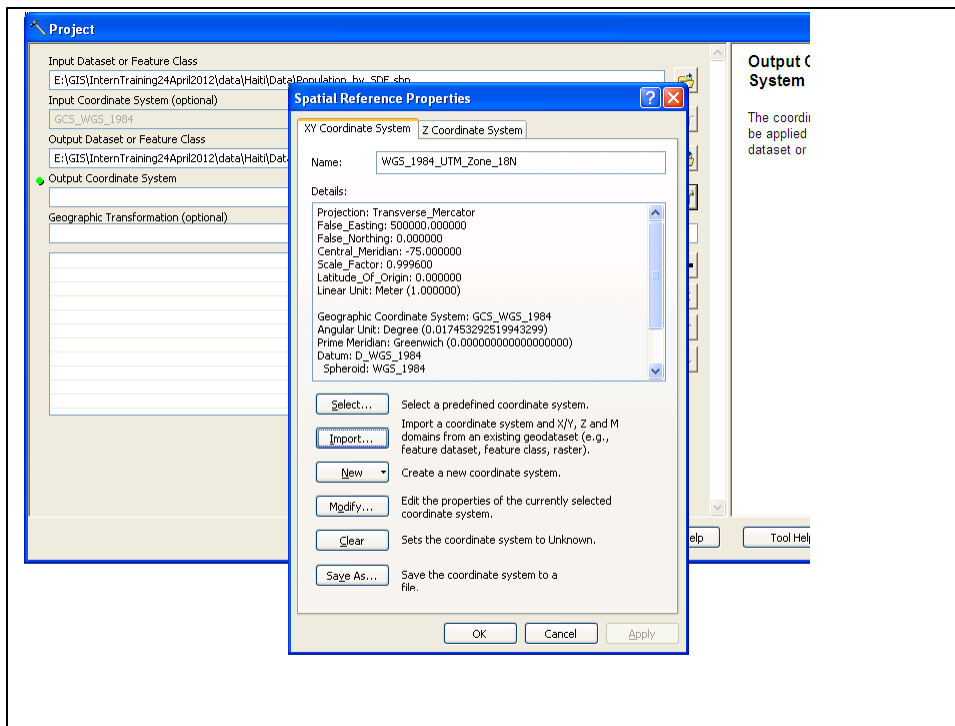 Project
Input Dataset or Feature Class
E:\GIS\InternTraining24April2012\data\Haiti\Data\Population_by_SDE.shp
Input Coordinate System (optional)
GCS_WGS_1984
Output Dataset or Feature Class
E:\GIS\InternTraining24April2012\data\Haiti\Dat
Output Coordinate System
Geographic Transformation (optional)
Output
System
The coordi
be applied
dataset or
elp
Tool Help
Spatial Reference Properties
XY Coordinate System
Z Coordinate System
Name:
WGS_1984_UTM_Zone_18N
Details:
Projection: Transverse_Mercator
False_Easting: 500000.000000
False_Northing: 0.000000
Central_Meridian: -75.000000
Scale_Factor: 0.999600
Latitude_Of_Origin: 0.000000
Linear Unit: Meter (1.000000)
Geographic Coordinate System: GCS_WGS_1984
Angular Unit: Degree (0.017453292519943299)
Prime Meridian: Greenwich (0.000000000000000000)
Datum: D_WGS_1984
Spheroid: WGS_1984
Select... Select a predefined coordinate system.
Import... Import a coordinate system and X/Y, Z and M
domains from an existing geodataset (e.g.,
feature dataset, feature class, raster).
New Create a new coordinate system.
Modify... Edit the properties of the currently selected
coordinate system.
Clear Sets the coordinate system to Unknown.
Save As... Save the coordinate system to a
file.
OK
Cancel
Apply